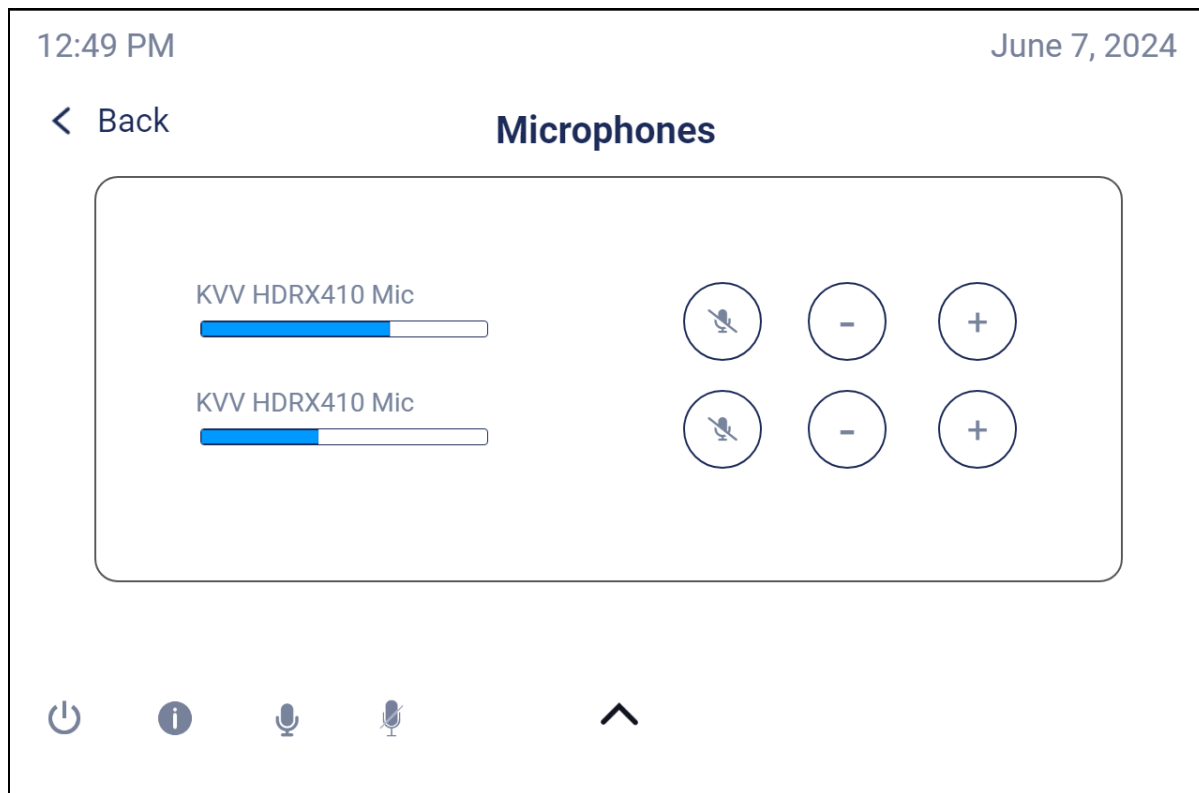 12:49 PM
June 7, 2024
Back
Microphones
KVV HDRX410 Mic
- +
KVV HDRX410 Mic
- +